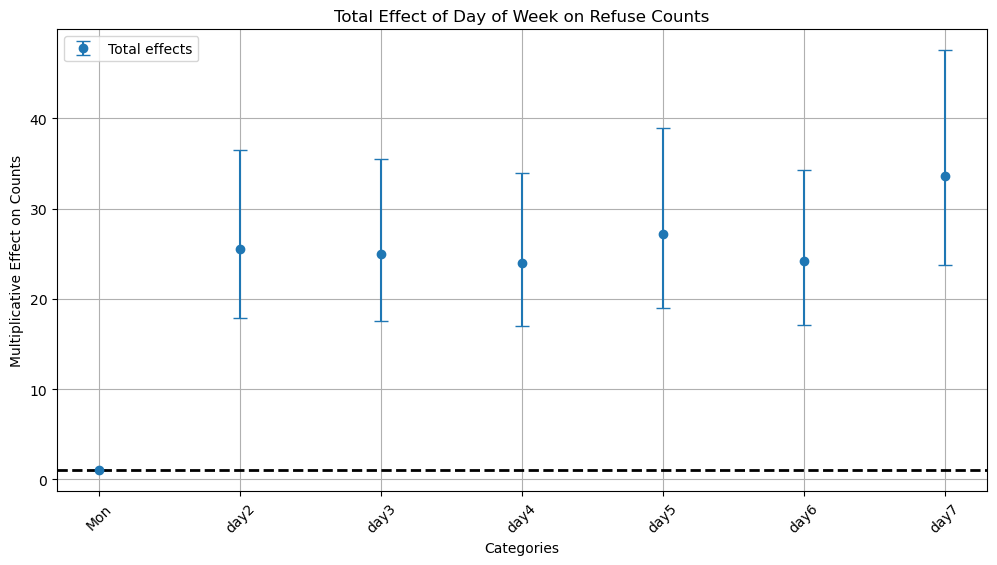 Total Effect of Day of Week on Refuse Counts
Total effects
Multiplicative Effect on Counts
40
30
20
10
0
Mon
day2
day3
day4
day5
day6
day7
Categories